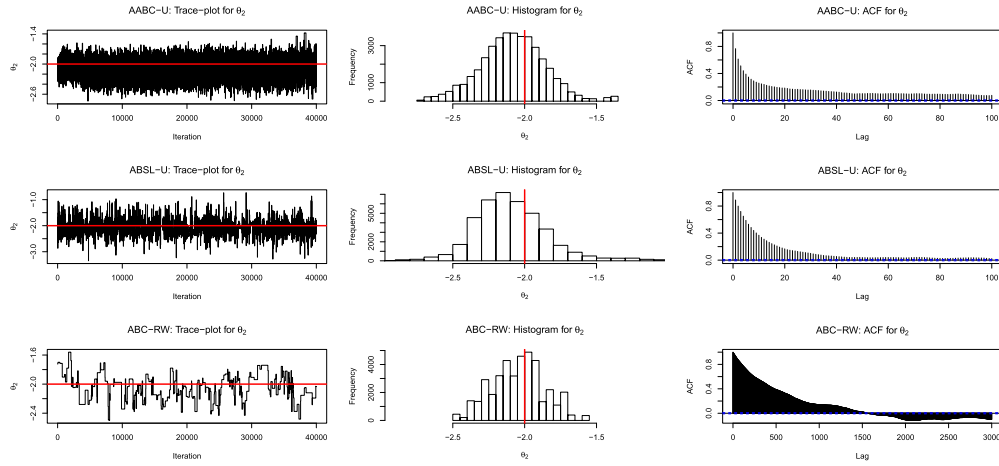 AABC−U: Trace−plot for θ2
θ2
−2.6 −2.0 −1.4
0 10000 20000 30000 40000
Iteration
AABC−U: Histogram for θ2
Frequency
0 1000 3000
−2.5 −2.0 −1.5
θ2
AABC−U: ACF for θ2
ACF
0.0 0.4 0.8
0 20 40 60 80 100
Lag
ABSL−U: Trace−plot for θ2
θ2
−3.0 −2.0 −1.0
0 10000 20000 30000 40000
Iteration
ABSL−U: Histogram for θ2
Frequency
0 2000 5000
−2.5 −2.0 −1.5
θ2
ABSL−U: ACF for θ2
ACF
0.0 0.4 0.8
0 20 40 60 80 100
Lag
ABC−RW: Trace−plot for θ2
θ2
−2.4 −2.0 −1.6
0 10000 20000 30000 40000
Iteration
ABC−RW: Histogram for θ2
Frequency
0 2000 4000
−2.5 −2.0 −1.5
θ2
ABC−RW: ACF for θ2
ACF
0.0 0.4 0.8
0 500 1000 1500 2000 2500 3000
Lag